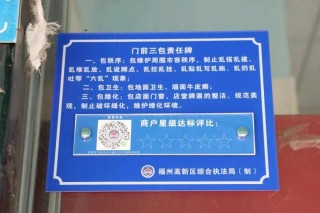 门前三包责任牌
一、包秩序：包维护周围市容秩序，制止乱搭乱建、
乱堆乱放、乱设摊点、乱拉乱挂、乱贴乱写乱画、乱扔乱
吐等“六乱”现象；
二、包卫生：包地面卫生、墙面牛皮癣；
三、包绿化：包店面门窗、店堂牌匾的整洁、规范美
观，制止破坏绿化，维护绿化环境。
商户星级达标评比：
福州高新区综合执法局（制）